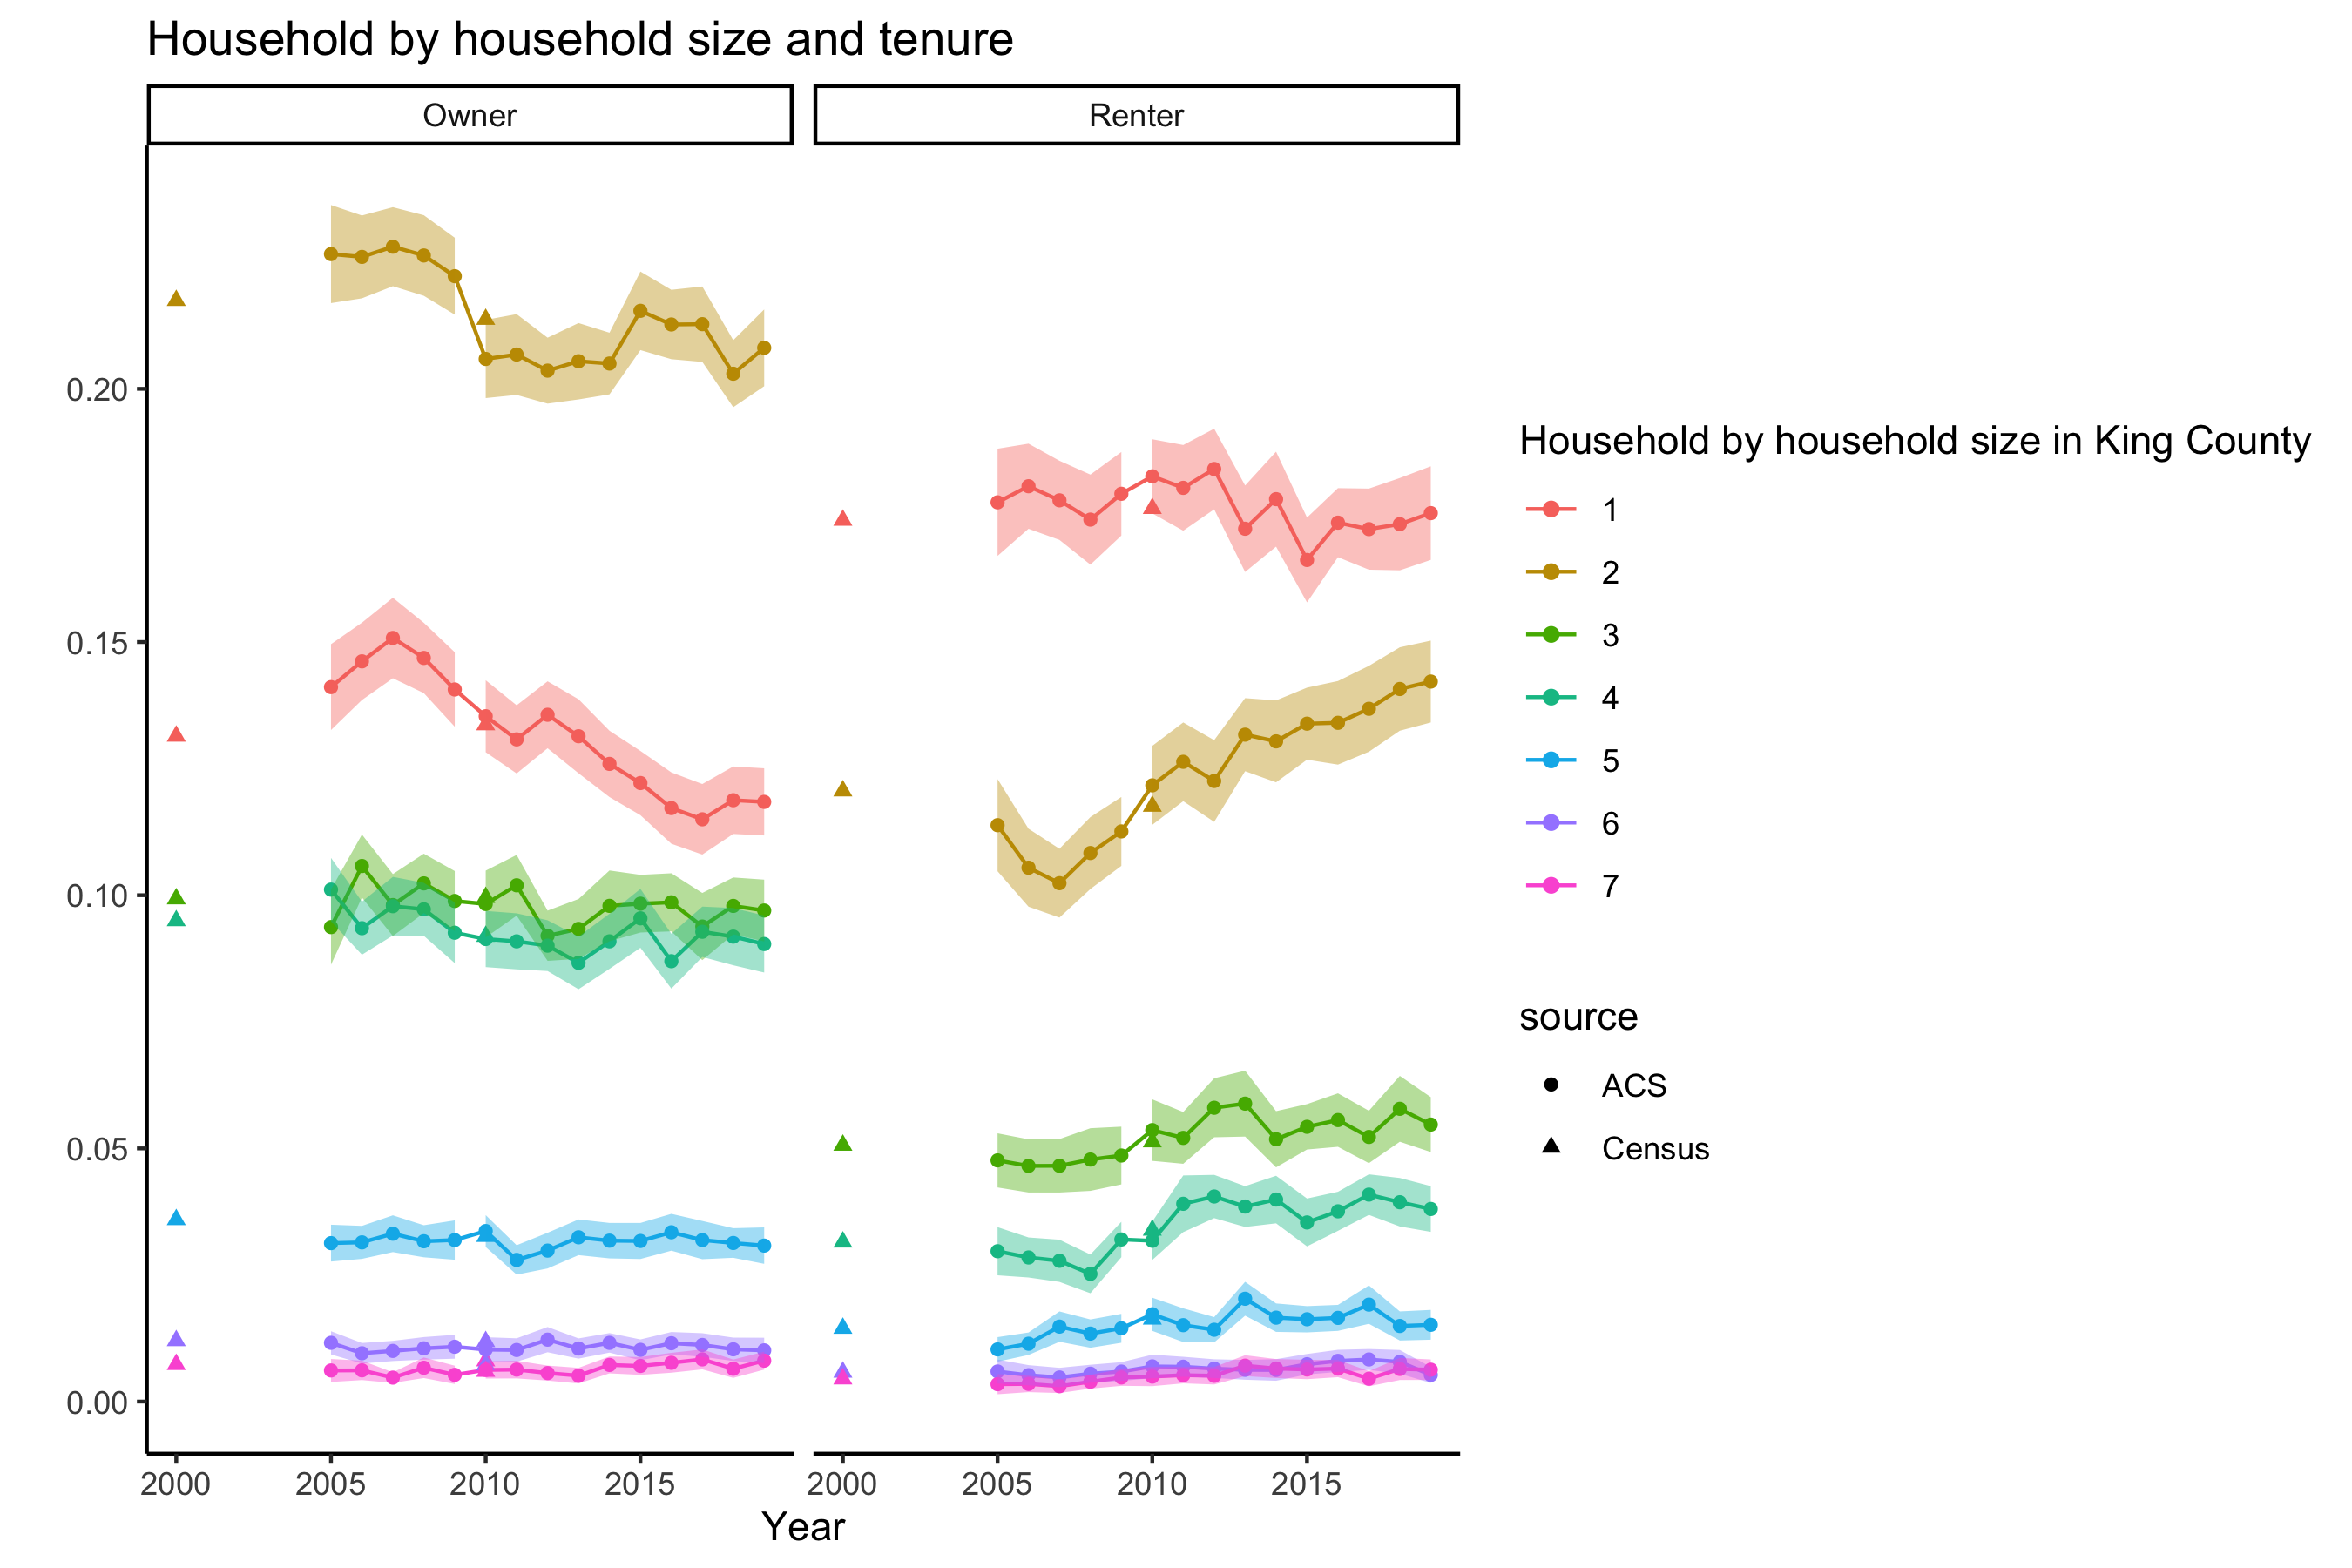 Household by household size and tenure
Owner
Renter
0.20
0.15
0.10
0.05
0.00
2000 2005 2010 2015
2000 2005 2010 2015
Year
Household by household size in King County
1
2
3
4
5
6
7
source
ACS
Census